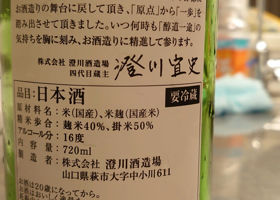 お酒造りの舞台に戻して頂き、「原点」から「一歩」を
踏み出させて頂きました。いつ何時も「醇道一途」の
気持ちを胸に刻み、お酒造りに精進して参ります。
株式会社 澄川酒造場
四代目蔵主
澄川宜史
品目:日本酒
要冷蔵
原材料名:米(国産)、米麹(国産米)
精米歩合:麹米40%、掛米50%
アルコール分:16度
内容量:720ml
製造者:株式会社 澄川酒造場
山口県萩市大字中小川611
お酒は20歳になってから。